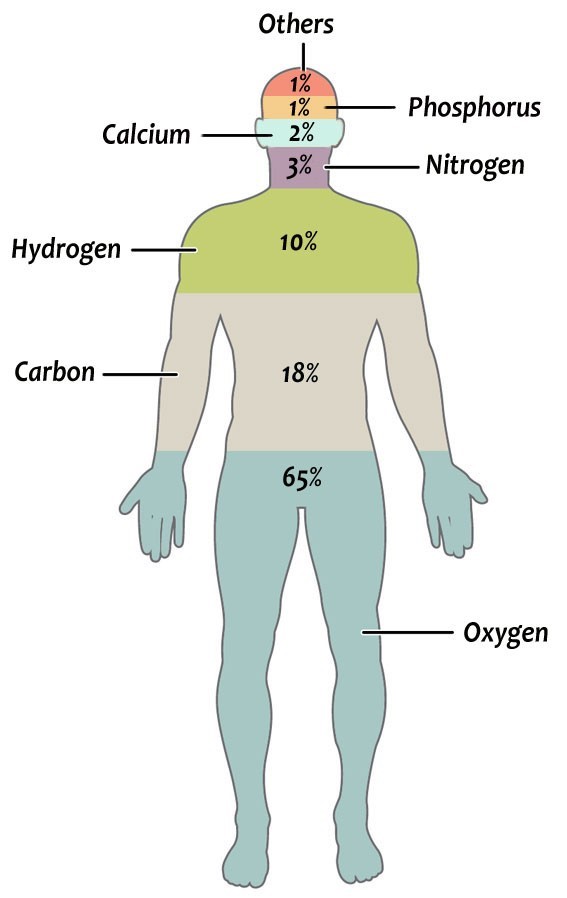 Others
1%
1%
Phosphorus
Calcium
2%
3%
Nitrogen
Hydrogen
10%
Carbon
18%
65%
Oxygen